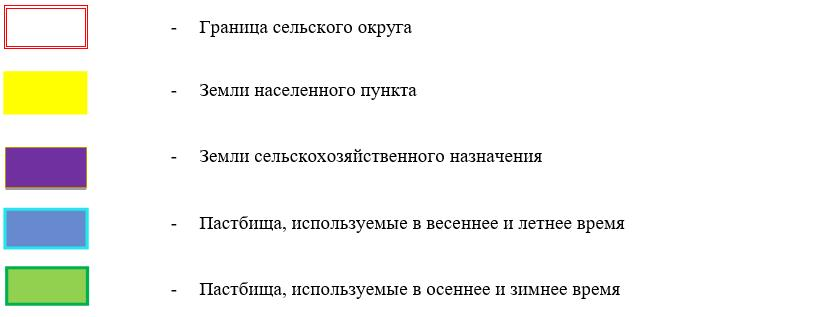 - Граница сельского округа
- Земли населенного пункта
- Земли сельскохозяйственного назначения
- Пастбища, используемые в весеннее и летнее время
- Пастбища, используемые в осеннее и зимнее время